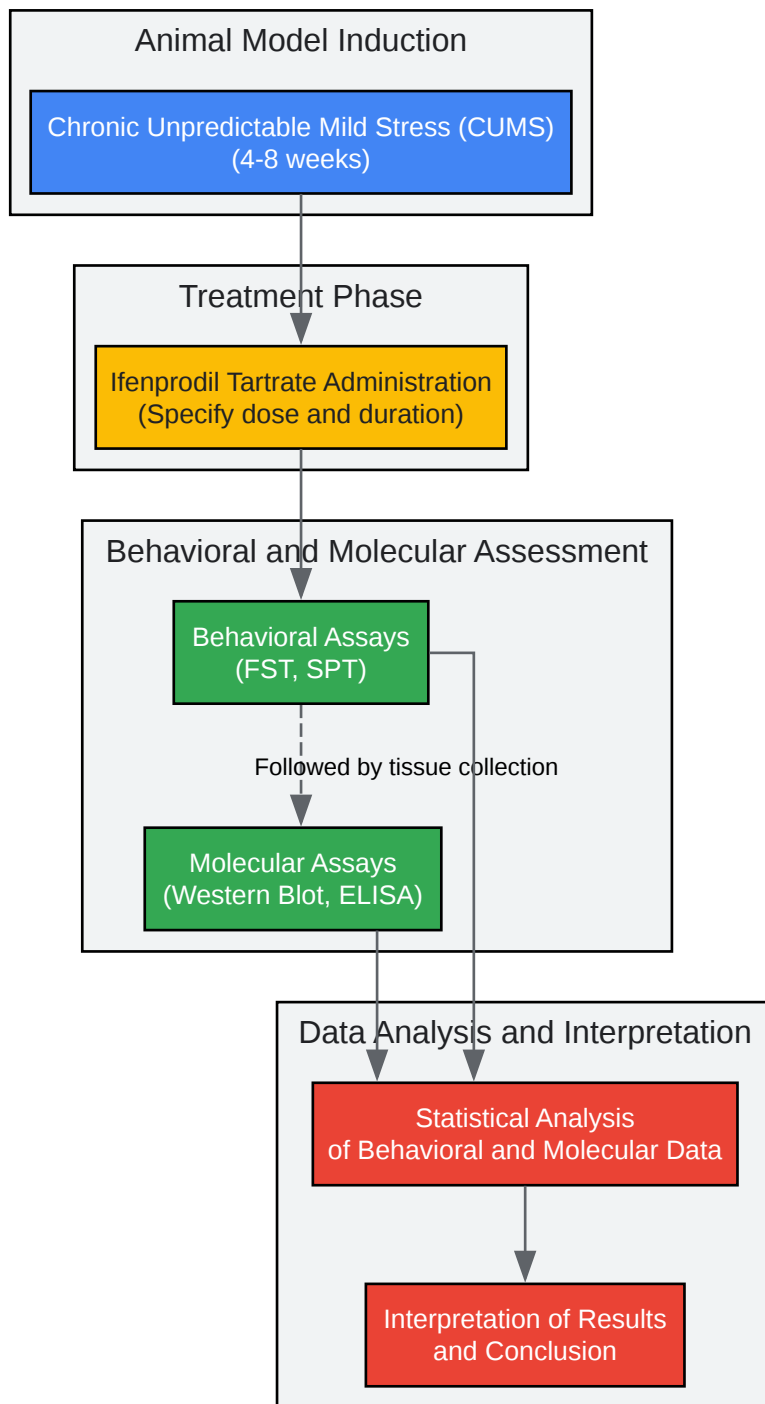 Animal Model Induction
Chronic Unpredictable Mild Stress (CUMS)
(4-8 weeks)
Treatment Phase
Ifenprodil Tartrate Administration
(Specify dose and duration)
Behavioral and Molecular Assessment
Behavioral Assays
(FST, SPT)
Followed by tissue collection
Molecular Assays
(Western Blot, ELISA)
Data Analysis and Interpretation
Statistical Analysis
of Behavioral and Molecular Data
Interpretation of Results
and Conclusion